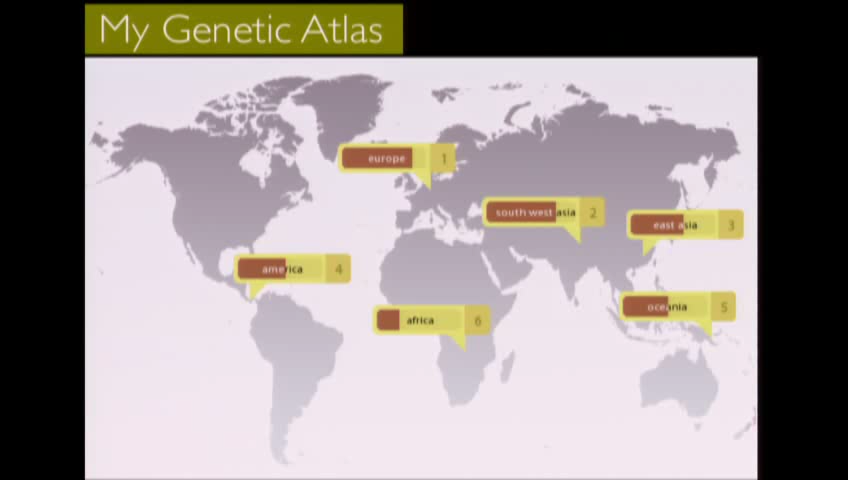 My Genetic Atlas
europe 1
south west asia 2
east asia 3
america 4
oceania 5
africa 6